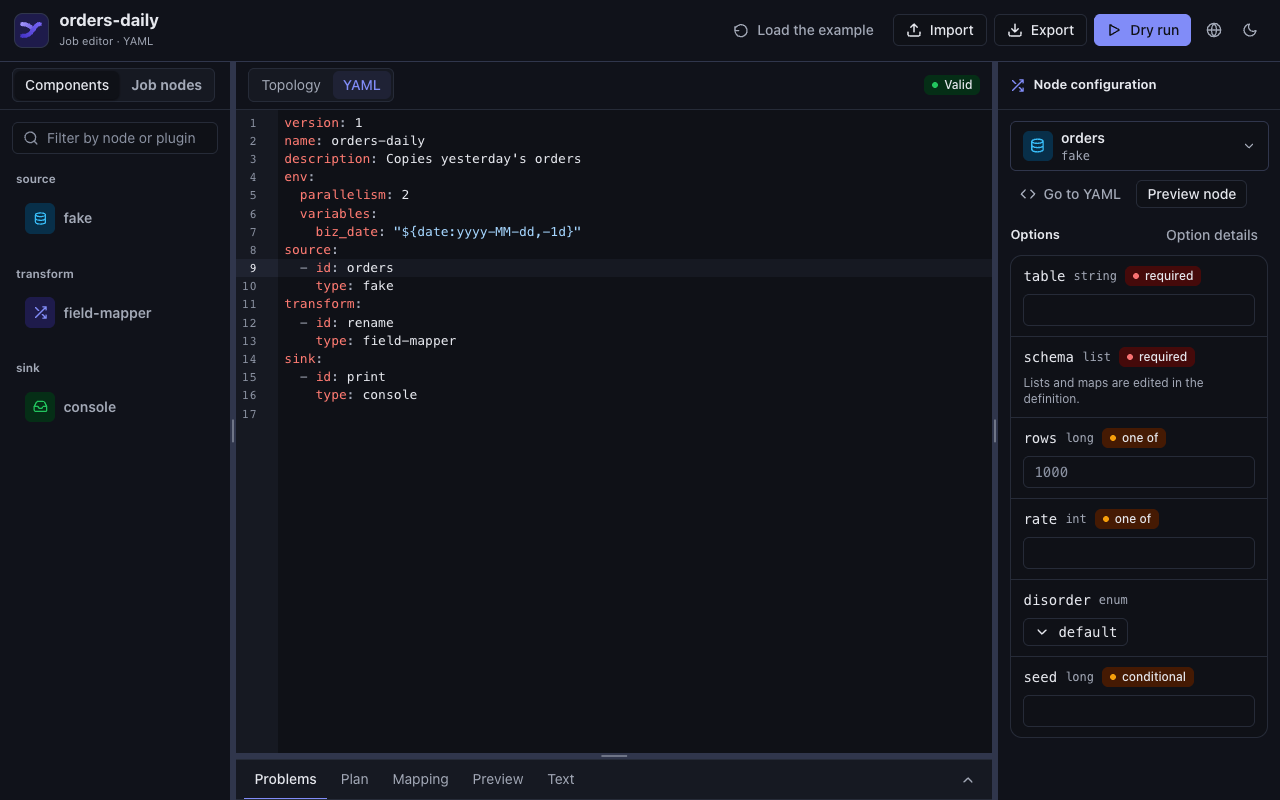 orders-daily
Job editor · YAML
Load the example
Import
Export
Dry run
Components
Job nodes
Filter by node or plugin
source
fake
transform
field-mapper
sink
console
Topology
YAML
Valid
1 version: 1
2 name: orders-daily
3 description: Copies yesterday's orders
4 env:
5 parallelism: 2
6 variables:
7 biz_date: "${date:yyyy-MM-dd,-1d}"
8 source:
9 - id: orders
10 type: fake
11 transform:
12 - id: rename
13 type: field-mapper
14 sink:
15 - id: print
16 type: console
17
Problems
Plan
Mapping
Preview
Text
Node configuration
orders
fake
Go to YAML
Preview node
Options
Option details
table string required
schema list required
Lists and maps are edited in the
definition.
rows long one of
1000
rate int one of
disorder enum
default
seed long conditional